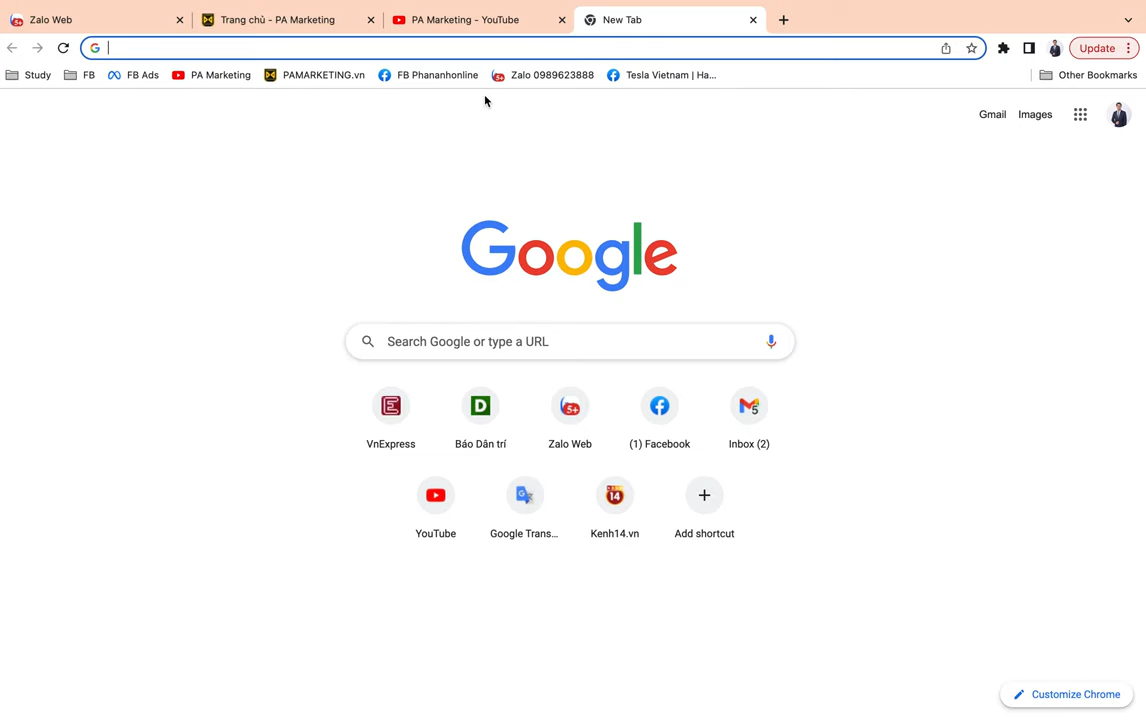 Zalo Web
Trang chủ - PA Marketing
PA Marketing - YouTube
New Tab
Update
Study
FB
FB Ads
PA Marketing
PAMARKETING.vn
FB Phananhonline
Zalo 0989623888
Tesla Vietnam | Ha...
Other Bookmarks
Gmail
Images
Google
Search Google or type a URL
VnExpress
Báo Dân trí
Zalo Web
(1) Facebook
Inbox (2)
YouTube
Google Trans...
Kenh14.vn
Add shortcut
Customize Chrome